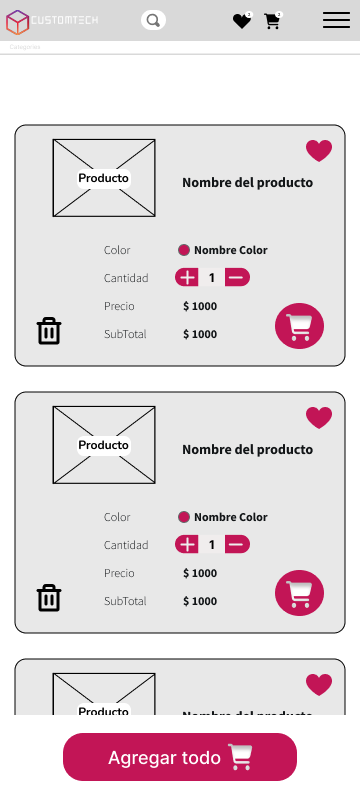 CUSTOMTECH
Categorías
Producto
Nombre del producto
Color
Nombre Color
Cantidad
1
Precio
$ 1000
SubTotal
$ 1000
Producto
Nombre del producto
Color
Nombre Color
Cantidad
1
Precio
$ 1000
SubTotal
$ 1000
Producto
Nombre del producto
Agregar todo